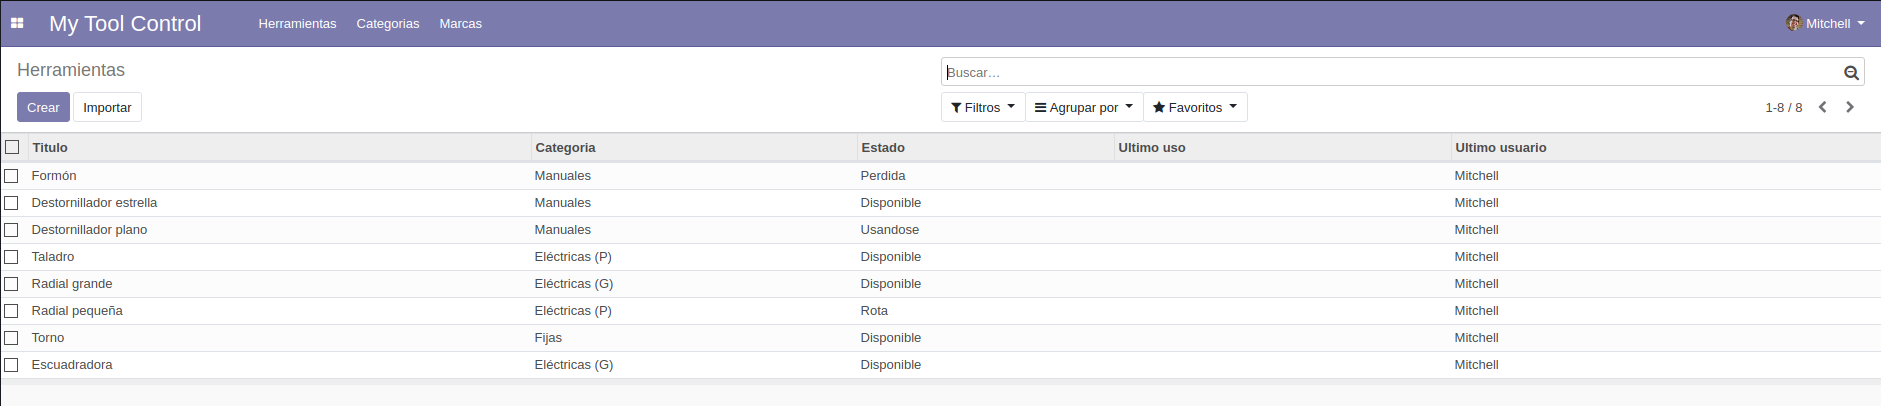 My Tool Control Herramientas Categorias Marcas Mitchell
Herramientas Buscar...
Crear Importar Filtros Agrupar por Favoritos 1-8 / 8
Titulo Categoria Estado Ultimo uso Ultimo usuario
Formón Manuales Perdida Mitchell
Destornillador estrella Manuales Disponible Mitchell
Destornillador plano Manuales Usandose Mitchell
Taladro Eléctricas (P) Disponible Mitchell
Radial grande Eléctricas (G) Disponible Mitchell
Radial pequeña Eléctricas (P) Rota Mitchell
Torno Fijas Disponible Mitchell
Escuadradora Eléctricas (G) Disponible Mitchell